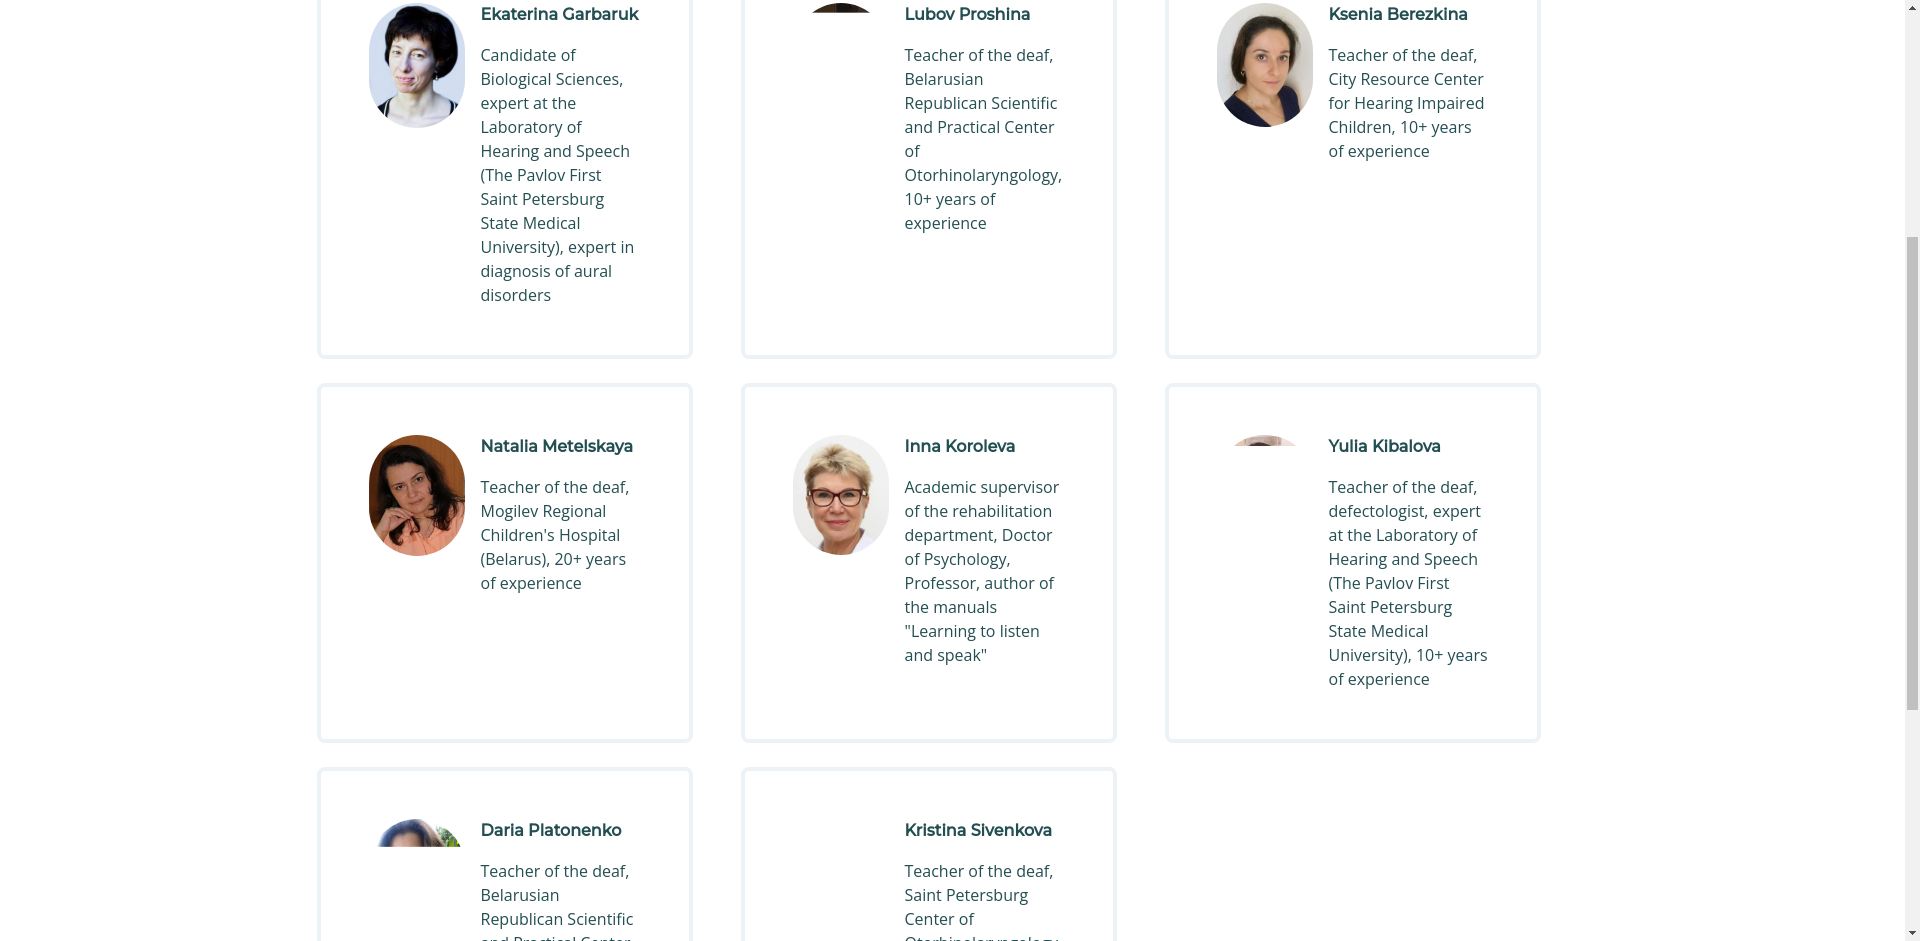 Ekaterina Garbaruk
Candidate of
Biological Sciences,
expert at the
Laboratory of
Hearing and Speech
(The Pavlov First
Saint Petersburg
State Medical
University), expert in
diagnosis of aural
disorders
Lubov Proshina
Teacher of the deaf,
Belarusian
Republican Scientific
and Practical Center
of
Otorhinolaryngology,
10+ years of
experience
Ksenia Berezkina
Teacher of the deaf,
City Resource Center
for Hearing Impaired
Children, 10+ years
of experience
Natalia Metelskaya
Teacher of the deaf,
Mogilev Regional
Children's Hospital
(Belarus), 20+ years
of experience
Inna Koroleva
Academic supervisor
of the rehabilitation
department, Doctor
of Psychology,
Professor, author of
the manuals
"Learning to listen
and speak"
Yulia Kibalova
Teacher of the deaf,
defectologist, expert
at the Laboratory of
Hearing and Speech
(The Pavlov First
Saint Petersburg
State Medical
University), 10+ years
of experience
Daria Platonenko
Teacher of the deaf,
Belarusian
Republican Scientific
and Practical Center
Kristina Sivenkova
Teacher of the deaf,
Saint Petersburg
Center of
Otorhinolaryngology